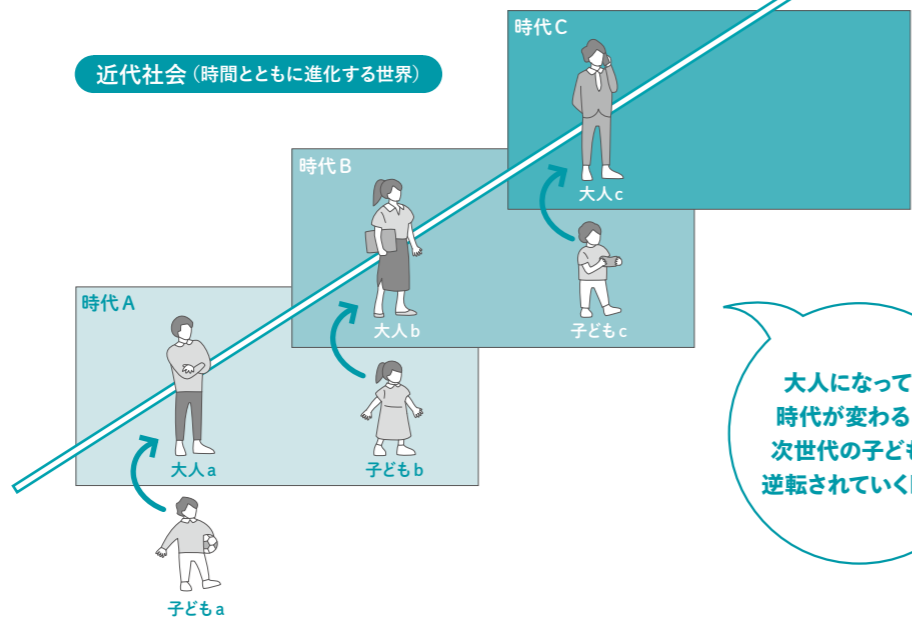 近代社会（時間とともに進化する世界）
時代C
大人c
時代B
大人b
子どもc
時代A
大人a
子どもb
子どもa
大人になって
時代が変わる
次世代の子ども
逆転されていく